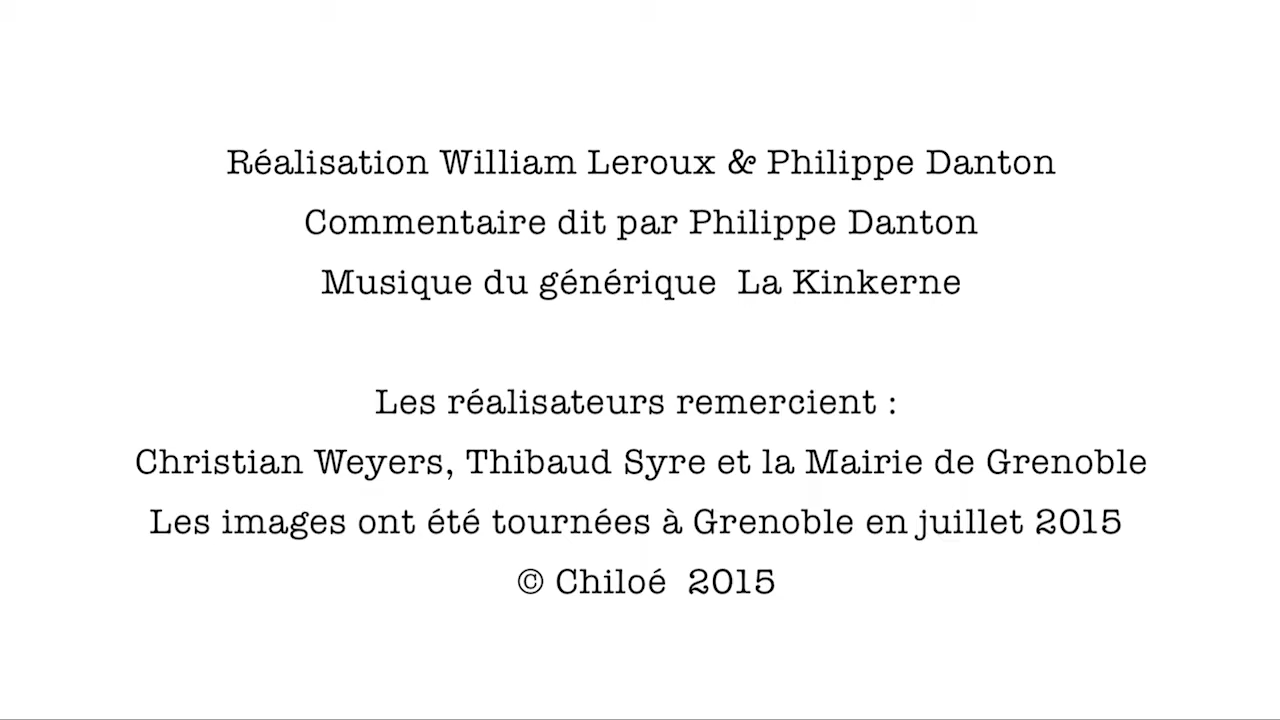 Réalisation William Leroux & Philippe Danton
Commentaire dit par Philippe Danton
Musique du générique  La Kinkerne
Les réalisateurs remercient :
Christian Weyers, Thibaud Syre et la Mairie de Grenoble
Les images ont été tournées à Grenoble en juillet 2015
© Chiloé  2015